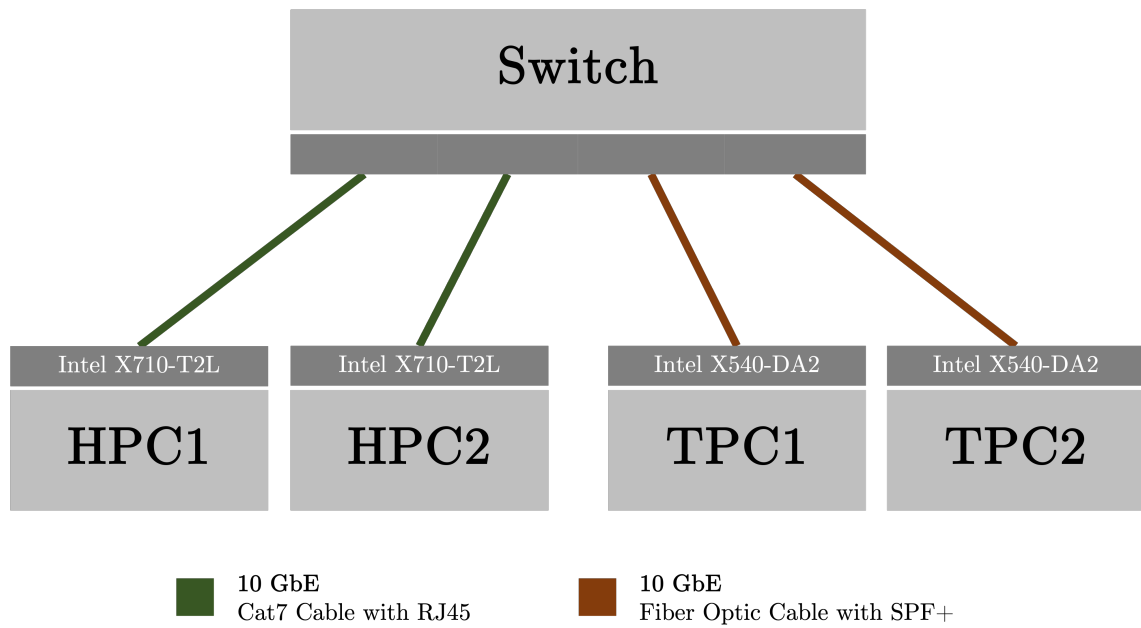 Switch
Intel X710-T2L
Intel X710-T2L
Intel X540-DA2
Intel X540-DA2
HPC1
HPC2
TPC1
TPC2
10 GbE
Cat7 Cable with RJ45
10 GbE
Fiber Optic Cable with SPF+